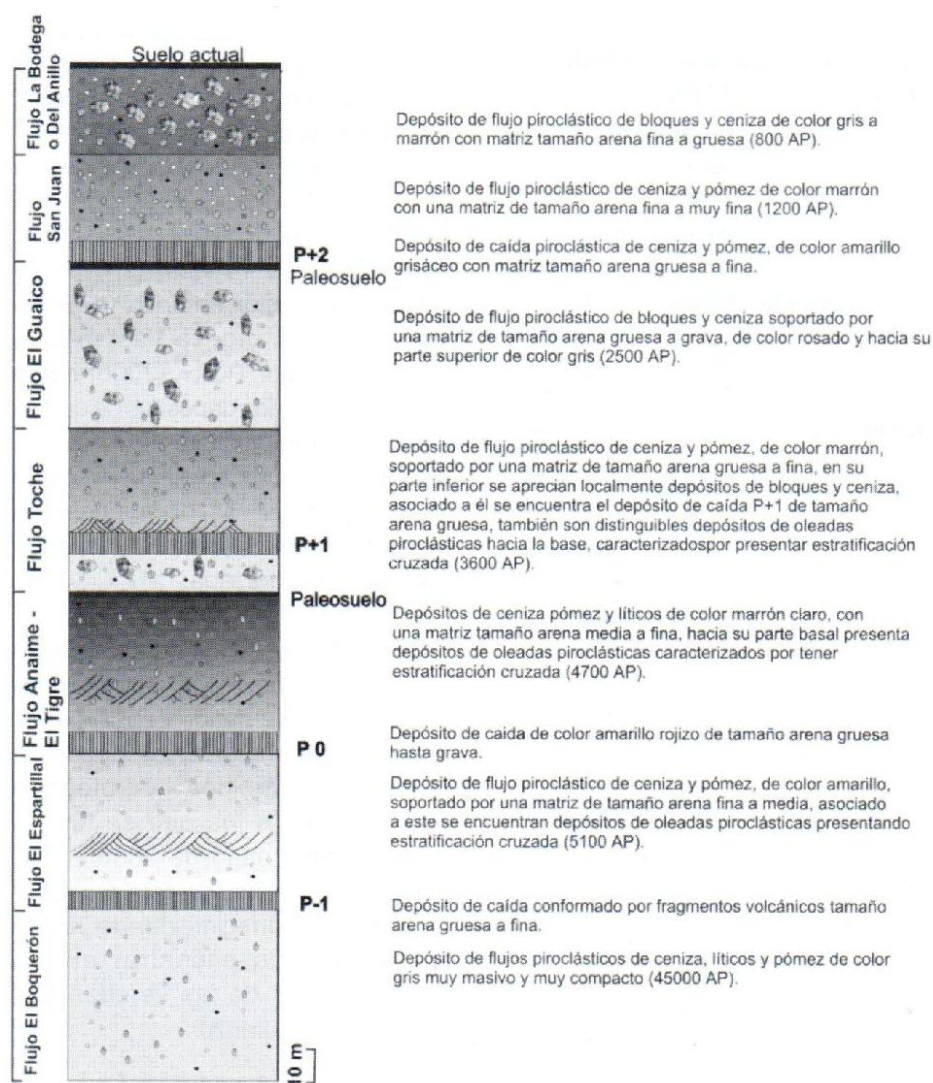 Suelo actual
Flujo La Bodega
o Del Anillo
Depósito de flujo piroclástico de bloques y ceniza de color gris a
marrón con matriz tamaño arena fina a gruesa (800 AP).
Flujo
San Juan
Depósito de flujo piroclástico de ceniza y pómez de color marrón
con una matriz de tamaño arena fina a muy fina (1200 AP).
P+2
Depósito de caída piroclástica de ceniza y pómez, de color amarillo
grisáceo con matriz tamaño arena gruesa a fina.
Paleosuelo
Flujo El Guaico
Depósito de flujo piroclástico de bloques y ceniza soportado por
una matriz de tamaño arena gruesa a grava, de color rosado y hacia su
parte superior de color gris (2500 AP).
Flujo Toche
Depósito de flujo piroclástico de ceniza y pómez, de color marrón,
soportado por una matriz de tamaño arena gruesa a fina, en su
parte inferior se aprecian localmente depósitos de bloques y ceniza,
asociado a él se encuentra el depósito de caída P+1 de tamaño
arena gruesa, también son distinguibles depósitos de oleadas
piroclásticas hacia la base, caracterizadospor presentar estratificación
cruzada (3600 AP).
P+1
Paleosuelo
Flujo Anaime -
El Tigre
Depósitos de ceniza pómez y líticos de color marrón claro, con
una matriz tamaño arena media a fina, hacia su parte basal presenta
depósitos de oleadas piroclásticas caracterizados por tener
estratificación cruzada (4700 AP).
P 0
Depósito de caida de color amarillo rojizo de tamaño arena gruesa
hasta grava.
Flujo El Espartillal
Depósito de flujo piroclástico de ceniza y pómez, de color amarillo,
soportado por una matriz de tamaño arena fina a media, asociado
a este se encuentran depósitos de oleadas piroclásticas presentando
estratificación cruzada (5100 AP).
P-1
Depósito de caída conformado por fragmentos volcánicos tamaño
arena gruesa a fina.
Flujo El Boquerón
Depósito de flujos piroclásticos de ceniza, líticos y pómez de color
gris muy masivo y muy compacto (45000 AP).
10 m